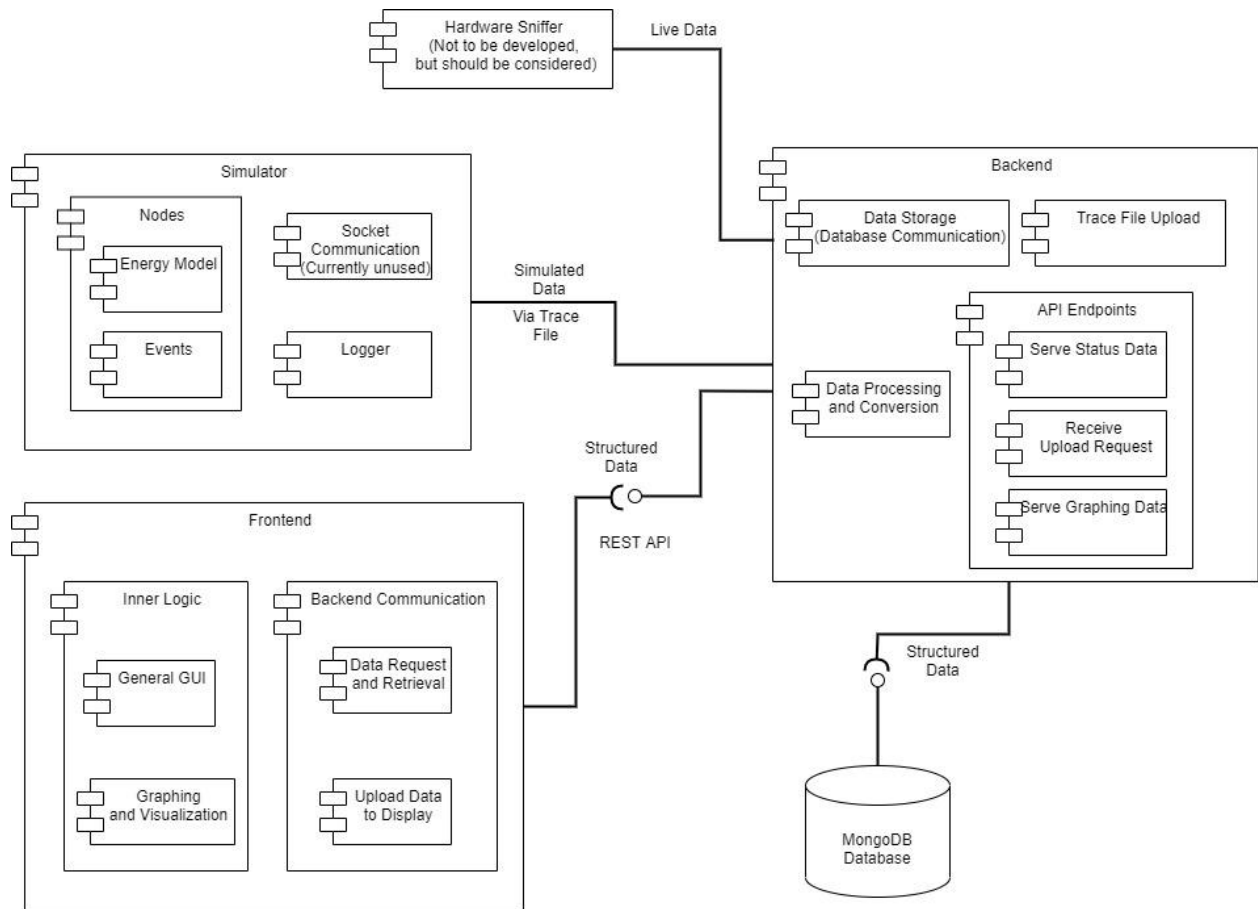 Hardware Sniffer
(Not to be developed,
but should be considered)
Live Data
Simulator
Nodes
Energy Model
Events
Socket
Communication
(Currently unused)
Logger
Simulated
Data
Via Trace
File
Backend
Data Storage
(Database Communication)
Trace File Upload
API Endpoints
Serve Status Data
Receive
Upload Request
Serve Graphing Data
Data Processing
and Conversion
Structured
Data
REST API
Frontend
Inner Logic
General GUI
Graphing
and Visualization
Backend Communication
Data Request
and Retrieval
Upload Data
to Display
Structured
Data
MongoDB
Database